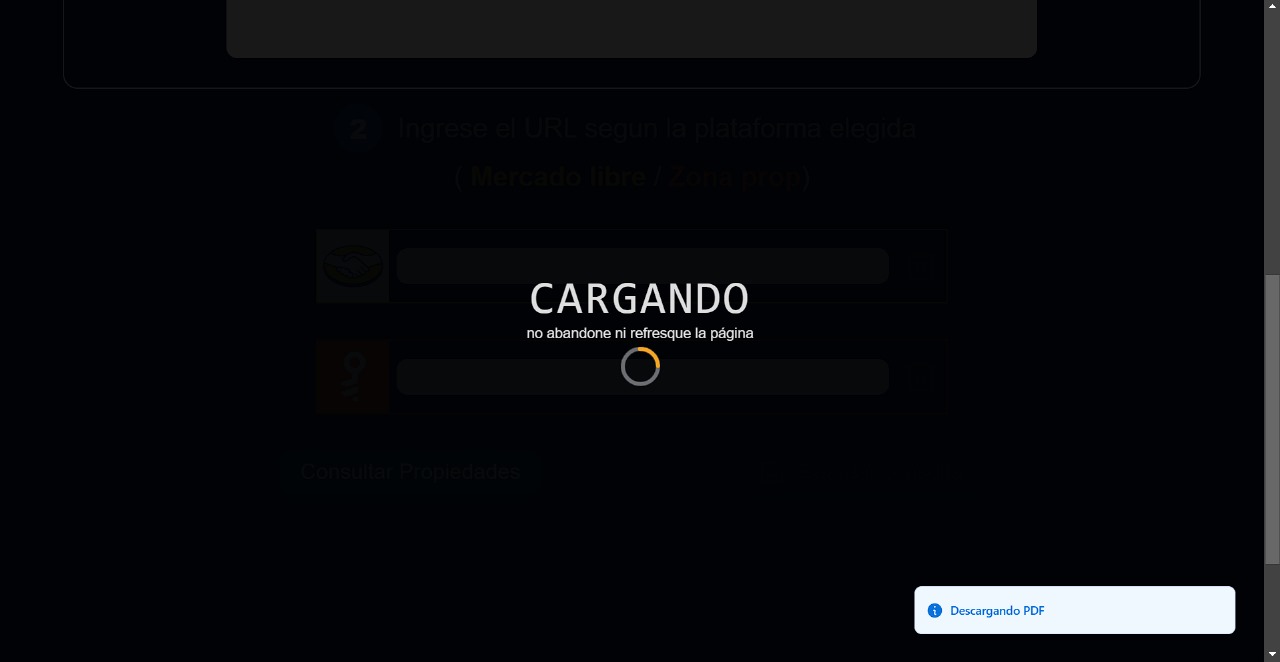 2 Ingrese el URL segun la plataforma elegida
( Mercado libre / Zona prop)
CARGANDO
no abandone ni refresque la página
Consultar Propiedades
Descargando PDF